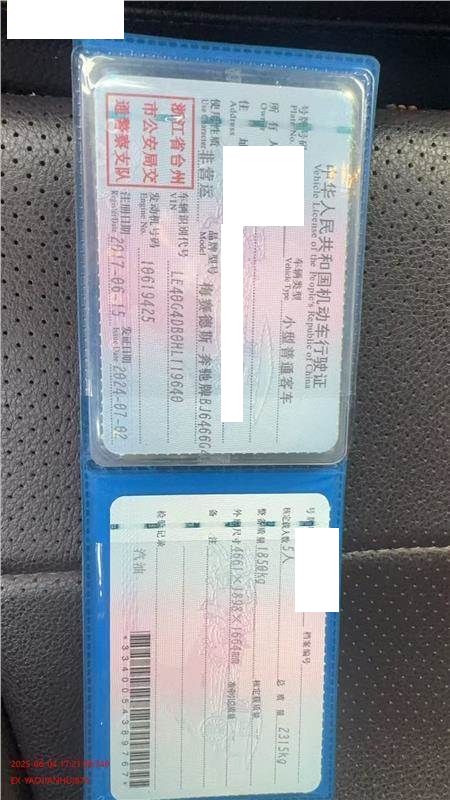 中华人民共和国机动车行驶证
Vehicle License of the People's Republic of China
号牌号码
Plate No.
车辆类型
Vehicle Type
小型普通客车
所有人
Owner
住址
Address
使用性质
Use Character
非营运
品牌型号
Model
梅赛德斯-奔驰牌BJ6466G4
浙江省台州
市公安局交
通警察支队
车辆识别代号
VIN
LE40G4DB0HL119640
发动机号码
Engine No.
10619425
注册日期
Register Date
2017-06-15
发证日期
Issue Date
2024-07-02
档案编号
核定载人数
5人
总质量
2315kg
整备质量
1850kg
核定载质量
--
外廓尺寸
4661×1898×1664mm
准牵引总质量
--
备注
检验记录
汽油
17:21